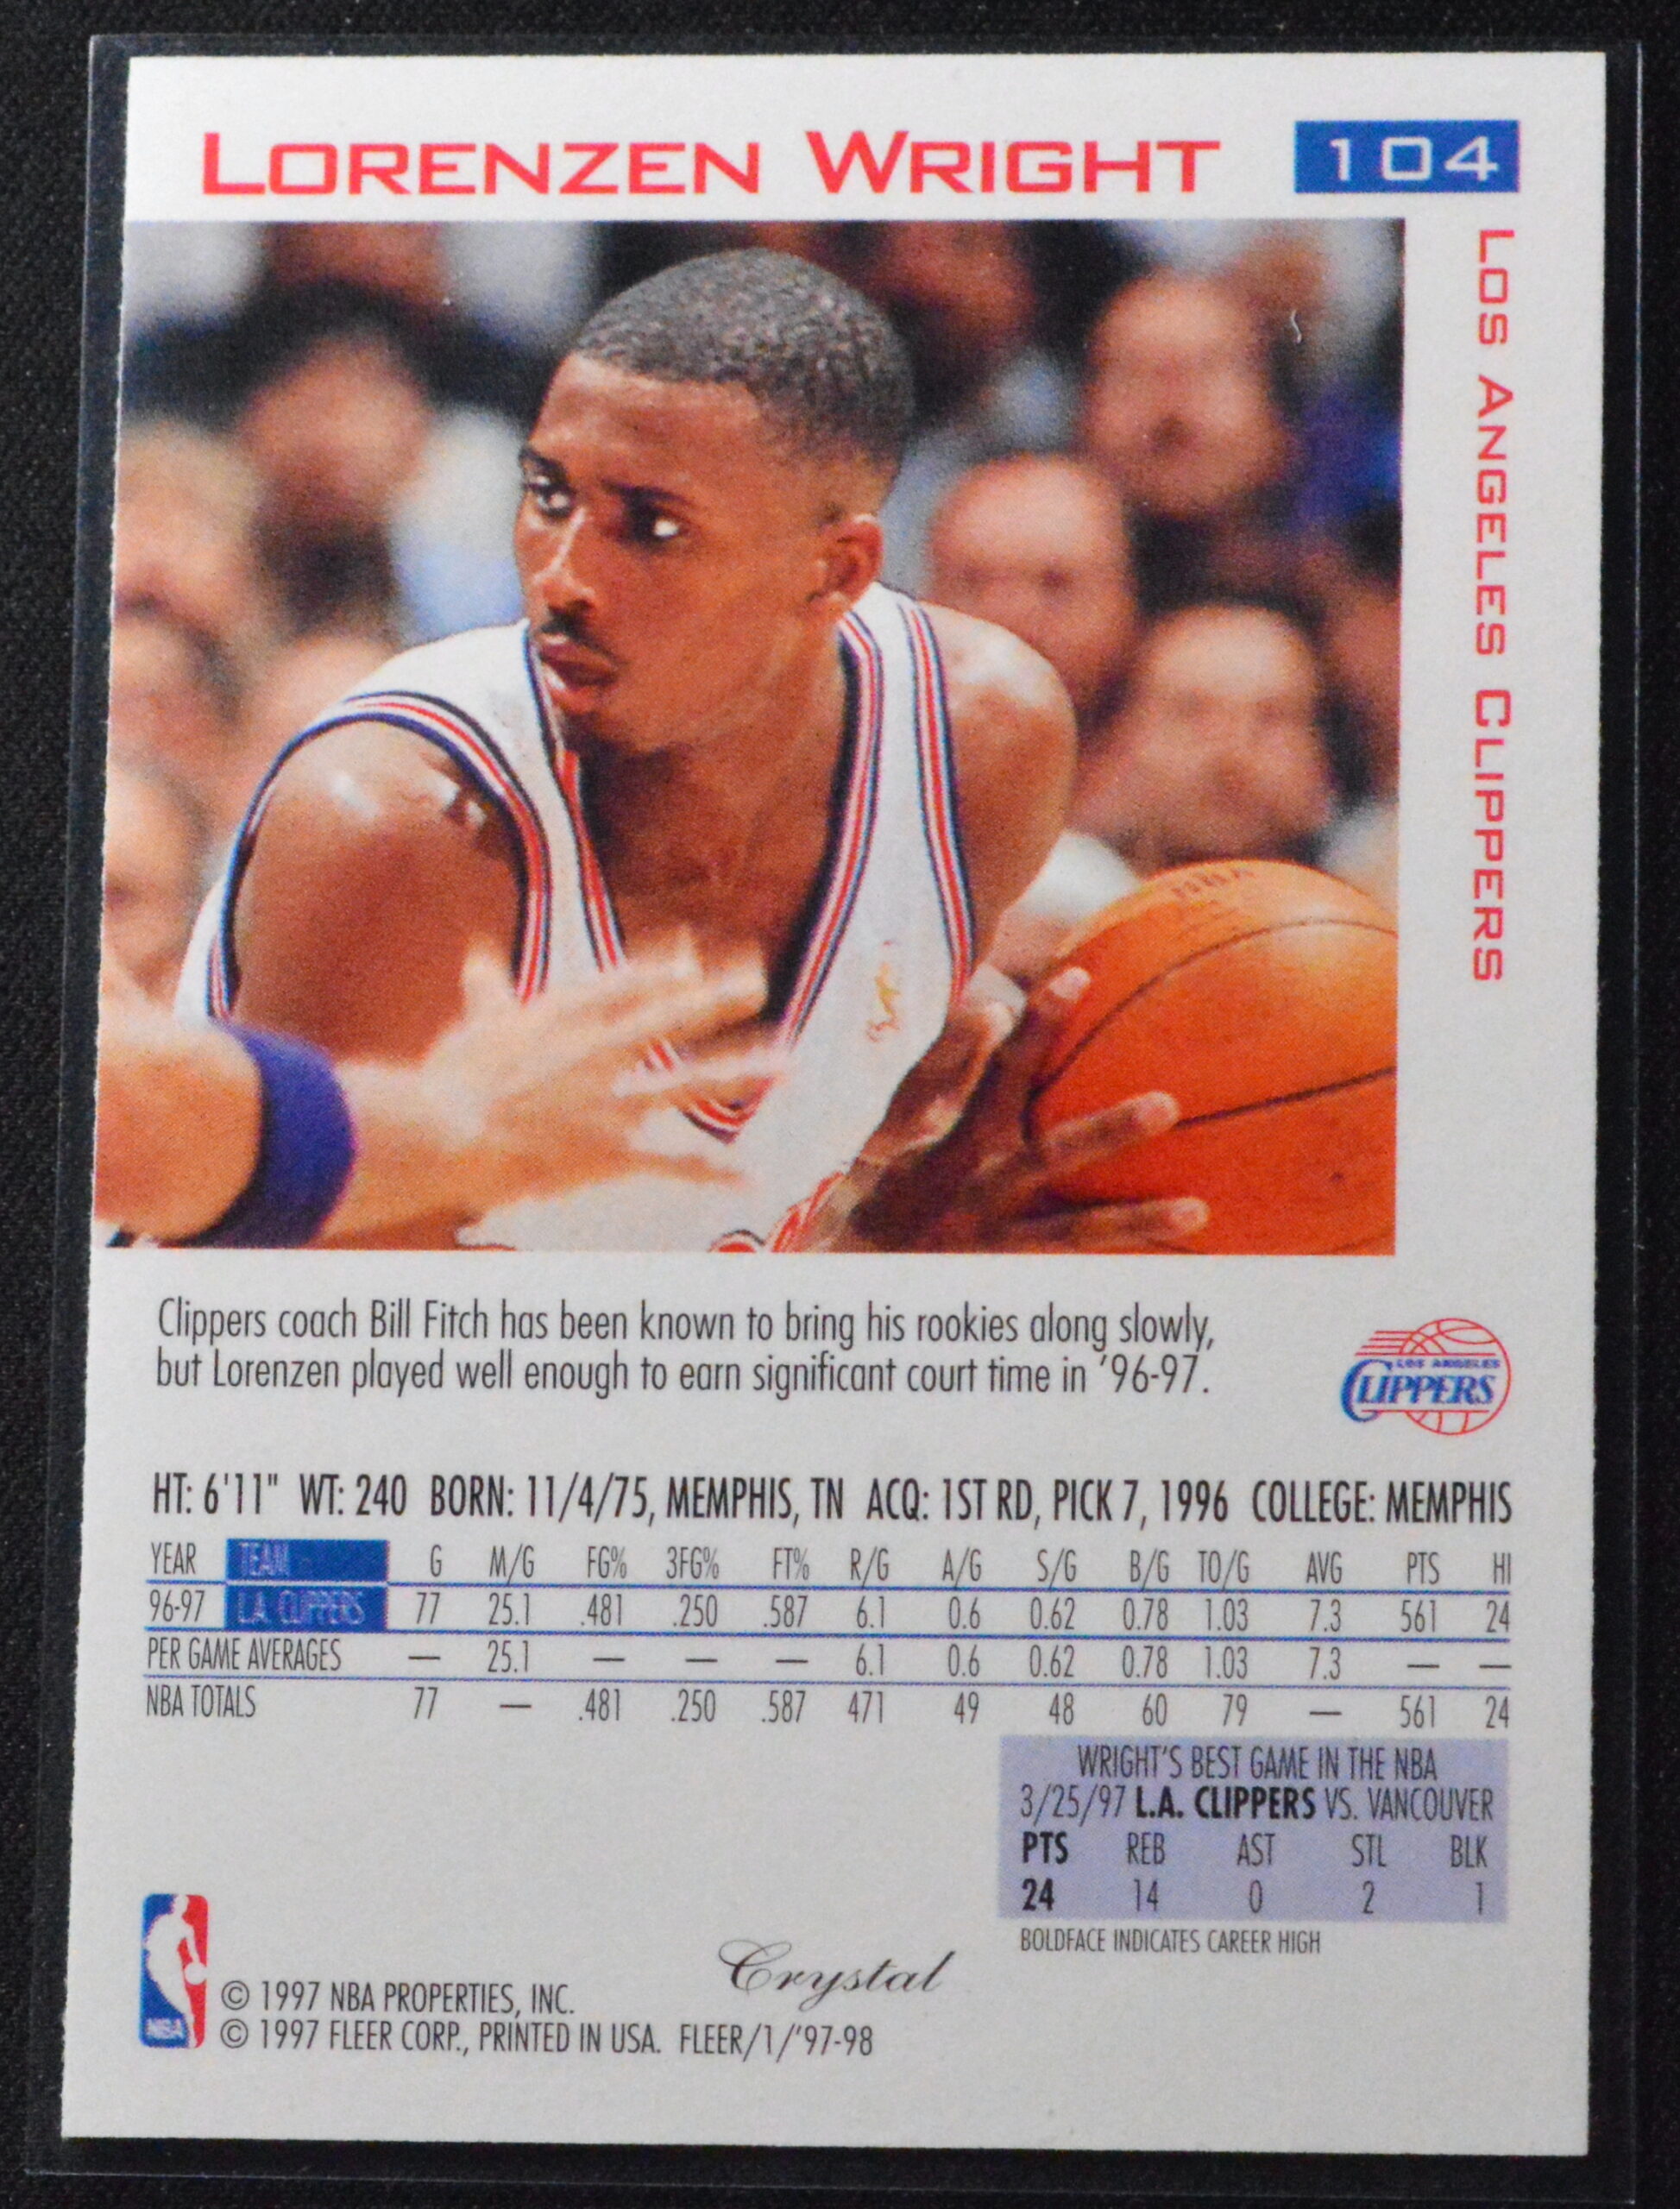 LORENZEN WRIGHT 104
LOS ANGELES CLIPPERS
NBA
Clippers coach Bill Fitch has been known to bring his rookies along slowly,
but Lorenzen played well enough to earn significant court time in '96-97.
LOS ANGELES
CLIPPERS
HT: 6'11" WT: 240 BORN: 11/4/75, MEMPHIS, TN ACQ: 1ST RD, PICK 7, 1996 COLLEGE: MEMPHIS
YEAR TEAM G M/G FG% 3FG% FT% R/G A/G S/G B/G TO/G AVG PTS HI
96-97 L.A. CLIPPERS 77 25.1 .481 .250 .587 6.1 0.6 0.62 0.78 1.03 7.3 561 24
PER GAME AVERAGES — 25.1 — — — 6.1 0.6 0.62 0.78 1.03 7.3 — —
NBA TOTALS 77 — .481 .250 .587 471 49 48 60 79 — 561 24
WRIGHT'S BEST GAME IN THE NBA
3/25/97 L.A. CLIPPERS VS. VANCOUVER
PTS REB AST STL BLK
24 14 0 2 1
BOLDFACE INDICATES CAREER HIGH
Crystal
NBA
© 1997 NBA PROPERTIES, INC.
© 1997 FLEER CORP., PRINTED IN USA. FLEER/1/'97-98